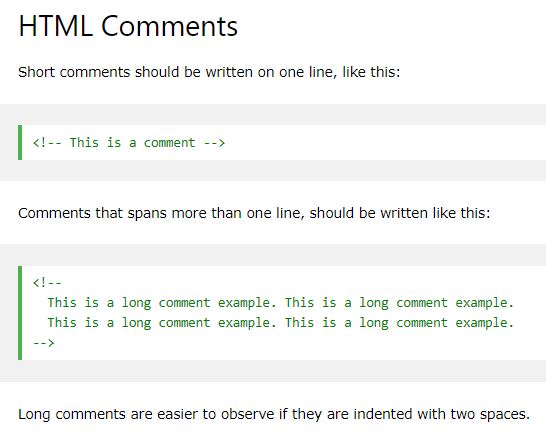 HTML Comments
Short comments should be written on one line, like this:
<!-- This is a comment -->
Comments that spans more than one line, should be written like this:
<!--
  This is a long comment example. This is a long comment example.
  This is a long comment example. This is a long comment example.
-->
Long comments are easier to observe if they are indented with two spaces.